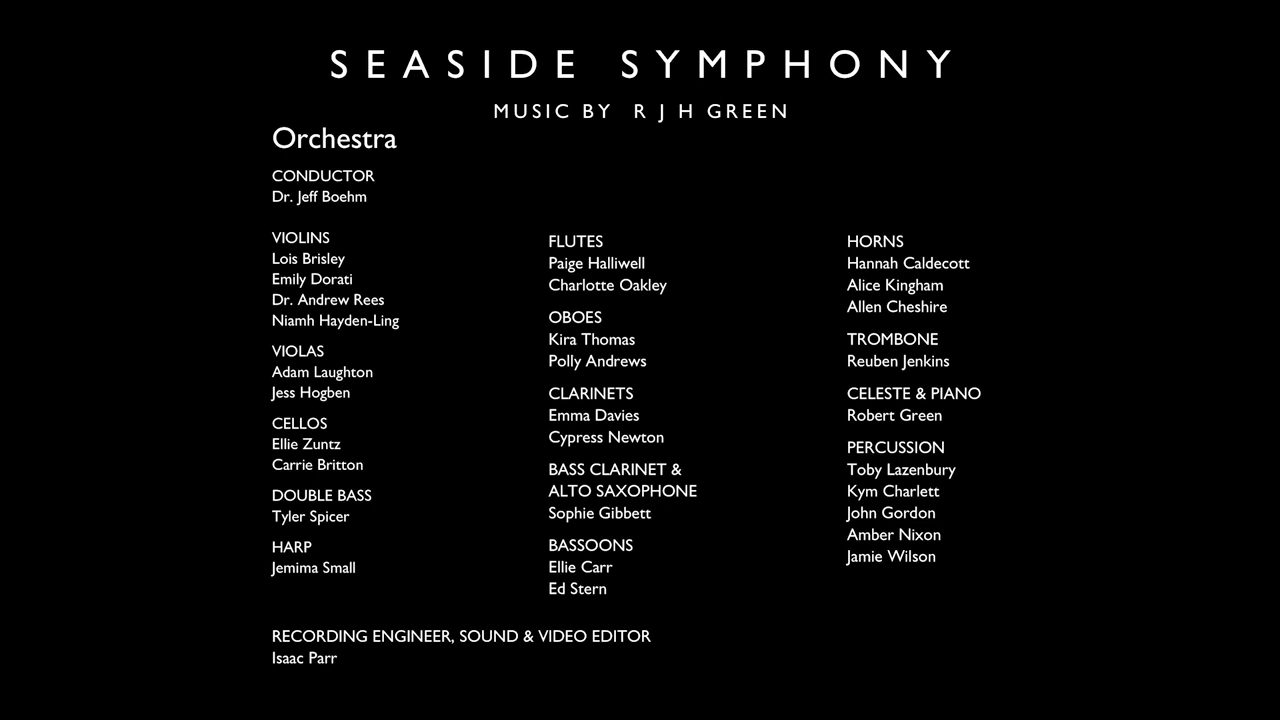 SEASIDE SYMPHONY
MUSIC BY R J H GREEN
Orchestra
CONDUCTOR
Dr. Jeff Boehm
VIOLINS
Lois Brisley
Emily Dorati
Dr. Andrew Rees
Niamh Hayden-Ling
VIOLAS
Adam Laughton
Jess Hogben
CELLOS
Ellie Zuntz
Carrie Britton
DOUBLE BASS
Tyler Spicer
HARP
Jemima Small
FLUTES
Paige Halliwell
Charlotte Oakley
OBOES
Kira Thomas
Polly Andrews
CLARINETS
Emma Davies
Cypress Newton
BASS CLARINET &
ALTO SAXOPHONE
Sophie Gibbett
BASSOONS
Ellie Carr
Ed Stern
HORNS
Hannah Caldecott
Alice Kingham
Allen Cheshire
TROMBONE
Reuben Jenkins
CELESTE & PIANO
Robert Green
PERCUSSION
Toby Lazenbury
Kym Charlett
John Gordon
Amber Nixon
Jamie Wilson
RECORDING ENGINEER, SOUND & VIDEO EDITOR
Isaac Parr